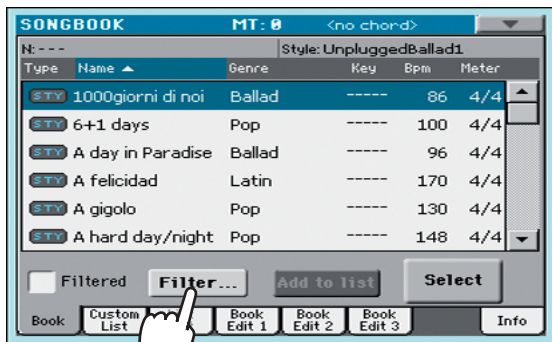 SONGBOOK MT: 0 <no chord>
N: --- Style: UnpluggedBallad1
Type Name Genre Key Bpm Meter
STY 1000giorni di noi Ballad ----- 86 4/4
STY 6+1 days Pop ----- 100 4/4
STY A day in Paradise Ballad ----- 96 4/4
STY A felicidad Latin ----- 170 4/4
STY A gigolo Pop ----- 130 4/4
STY A hard day/night Pop ----- 148 4/4
Filtered Filter... Add to list Select
Book Custom List Book Edit 1 Book Edit 2 Book Edit 3 Info